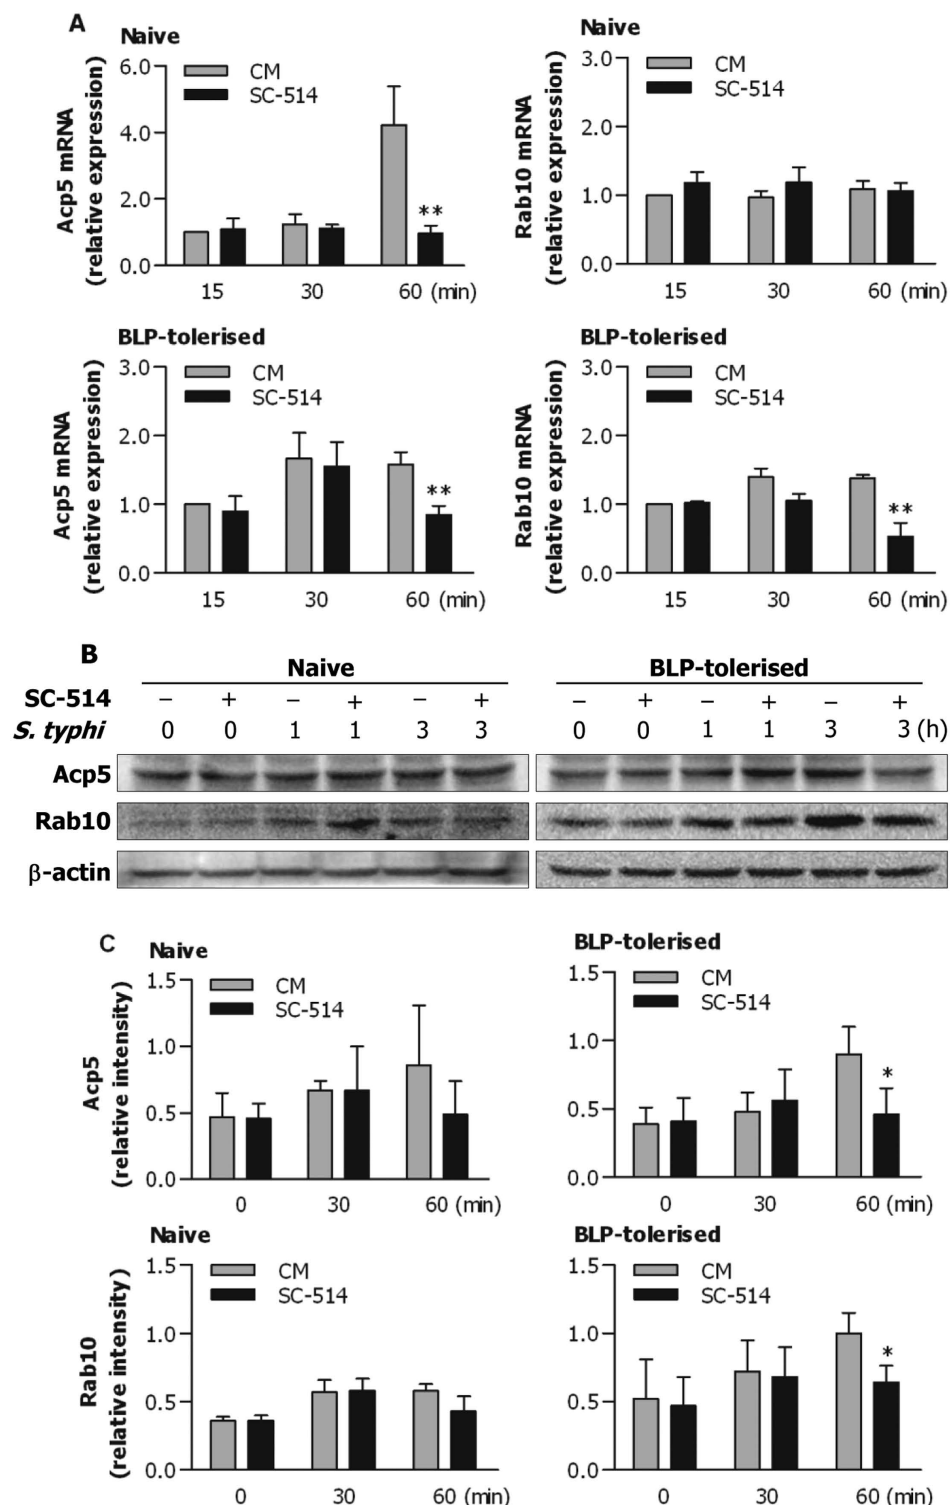 A
Naive
Acp5 mRNA
(relative expression)
6.0
4.0
2.0
0.0
CM
SC-514
**
15 30 60 (min)
Naive
Rab10 mRNA
(relative expression)
3.0
2.0
1.0
0.0
CM
SC-514
15 30 60 (min)
BLP-tolerised
Acp5 mRNA
(relative expression)
3.0
2.0
1.0
0.0
CM
SC-514
**
15 30 60 (min)
BLP-tolerised
Rab10 mRNA
(relative expression)
3.0
2.0
1.0
0.0
CM
SC-514
**
15 30 60 (min)
B
Naive BLP-tolerised
SC-514 − + − + − + − + − + − +
S. typhi 0 0 1 1 3 3 0 0 1 1 3 3 (h)
Acp5
Rab10
β-actin
C
Naive
Acp5
(relative intensity)
1.5
1.0
0.5
0.0
CM
SC-514
0 30 60 (min)
BLP-tolerised
1.5
1.0
0.5
0.0
CM
SC-514
*
0 30 60 (min)
Naive
Rab10
(relative intensity)
1.5
1.0
0.5
0.0
CM
SC-514
0 30 60 (min)
BLP-tolerised
1.5
1.0
0.5
0.0
CM
SC-514
*
0 30 60 (min)